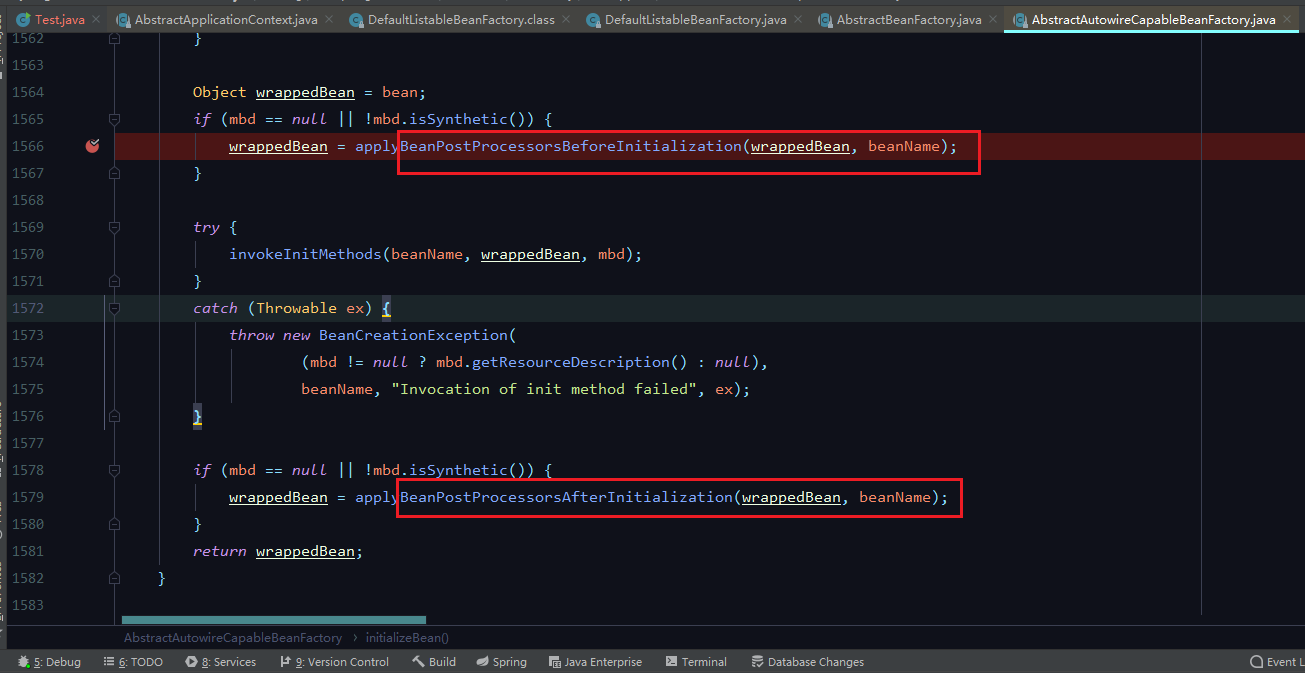 Test.java AbstractApplicationContext.java DefaultListableBeanFactory.class DefaultListableBeanFactory.java AbstractBeanFactory.java AbstractAutowireCapableBeanFactory.java
1562 }
1563
1564 Object wrappedBean = bean;
1565 if (mbd == null || !mbd.isSynthetic()) {
1566 wrappedBean = applyBeanPostProcessorsBeforeInitialization(wrappedBean, beanName);
1567 }
1568
1569 try {
1570 invokeInitMethods(beanName, wrappedBean, mbd);
1571 }
1572 catch (Throwable ex) {
1573 throw new BeanCreationException(
1574 (mbd != null ? mbd.getResourceDescription() : null),
1575 beanName, "Invocation of init method failed", ex);
1576 }
1577
1578 if (mbd == null || !mbd.isSynthetic()) {
1579 wrappedBean = applyBeanPostProcessorsAfterInitialization(wrappedBean, beanName);
1580 }
1581 return wrappedBean;
1582 }
1583
AbstractAutowireCapableBeanFactory › initializeBean()
5: Debug 6: TODO 8: Services 9: Version Control Build Spring Java Enterprise Terminal Database Changes Event L